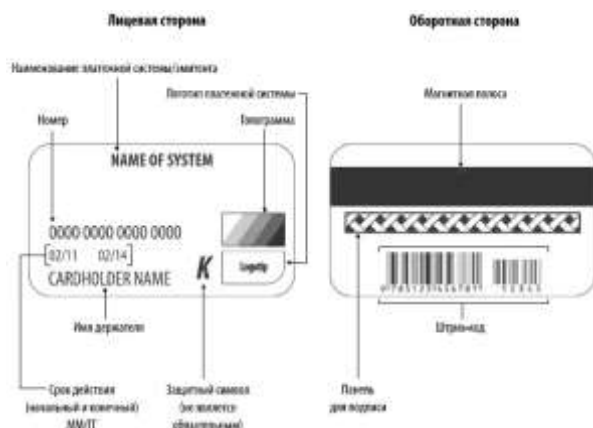 Лицевая сторона
Оборотная сторона
Наименование платежной системы/эмитента
Логотип платежной системы
Номер
Голограмма
Магнитная полоса
NAME OF SYSTEM
0000 0000 0000 0000
02/11 02/14
CARDHOLDER NAME
K
Logotip
Имя держателя
Штрих-код
Срок действия
(начальный и конечный)
ММ/ГГ
Защитный символ
(не является
обязательным)
Панель
для подписи